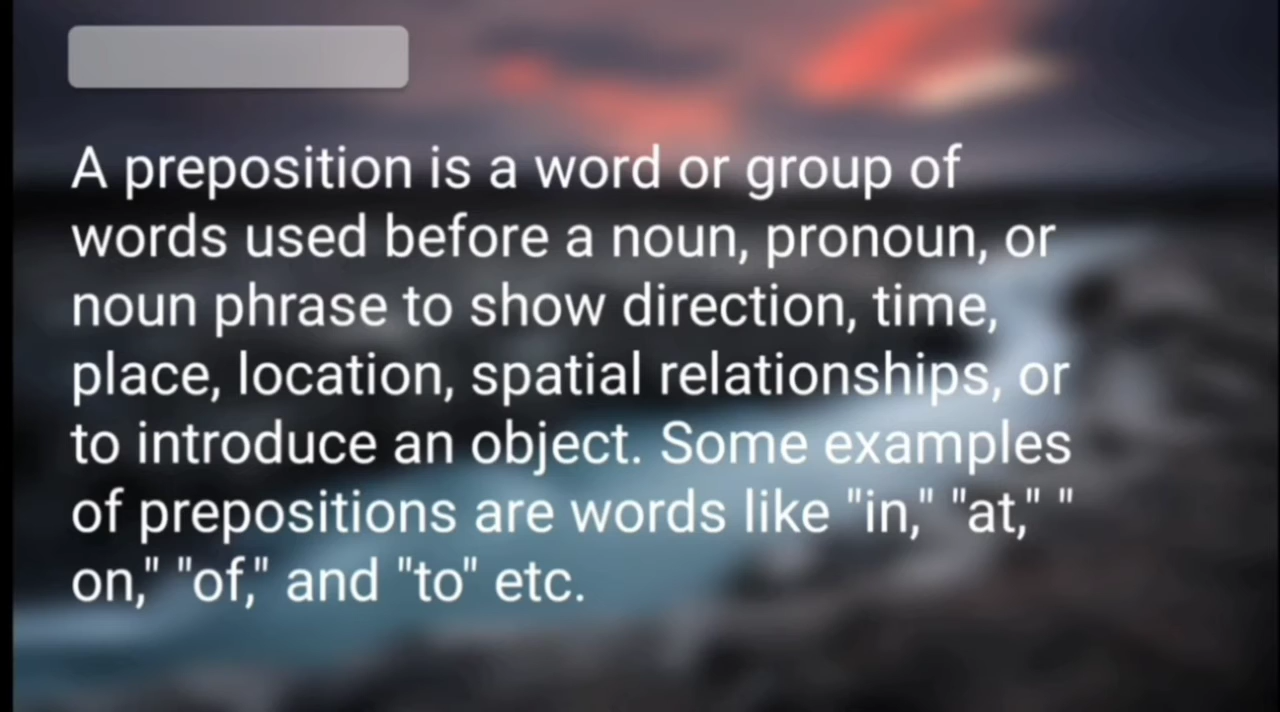 A preposition is a word or group of
words used before a noun, pronoun, or
noun phrase to show direction, time,
place, location, spatial relationships, or
to introduce an object. Some examples
of prepositions are words like "in," "at," "
on," "of," and "to" etc.